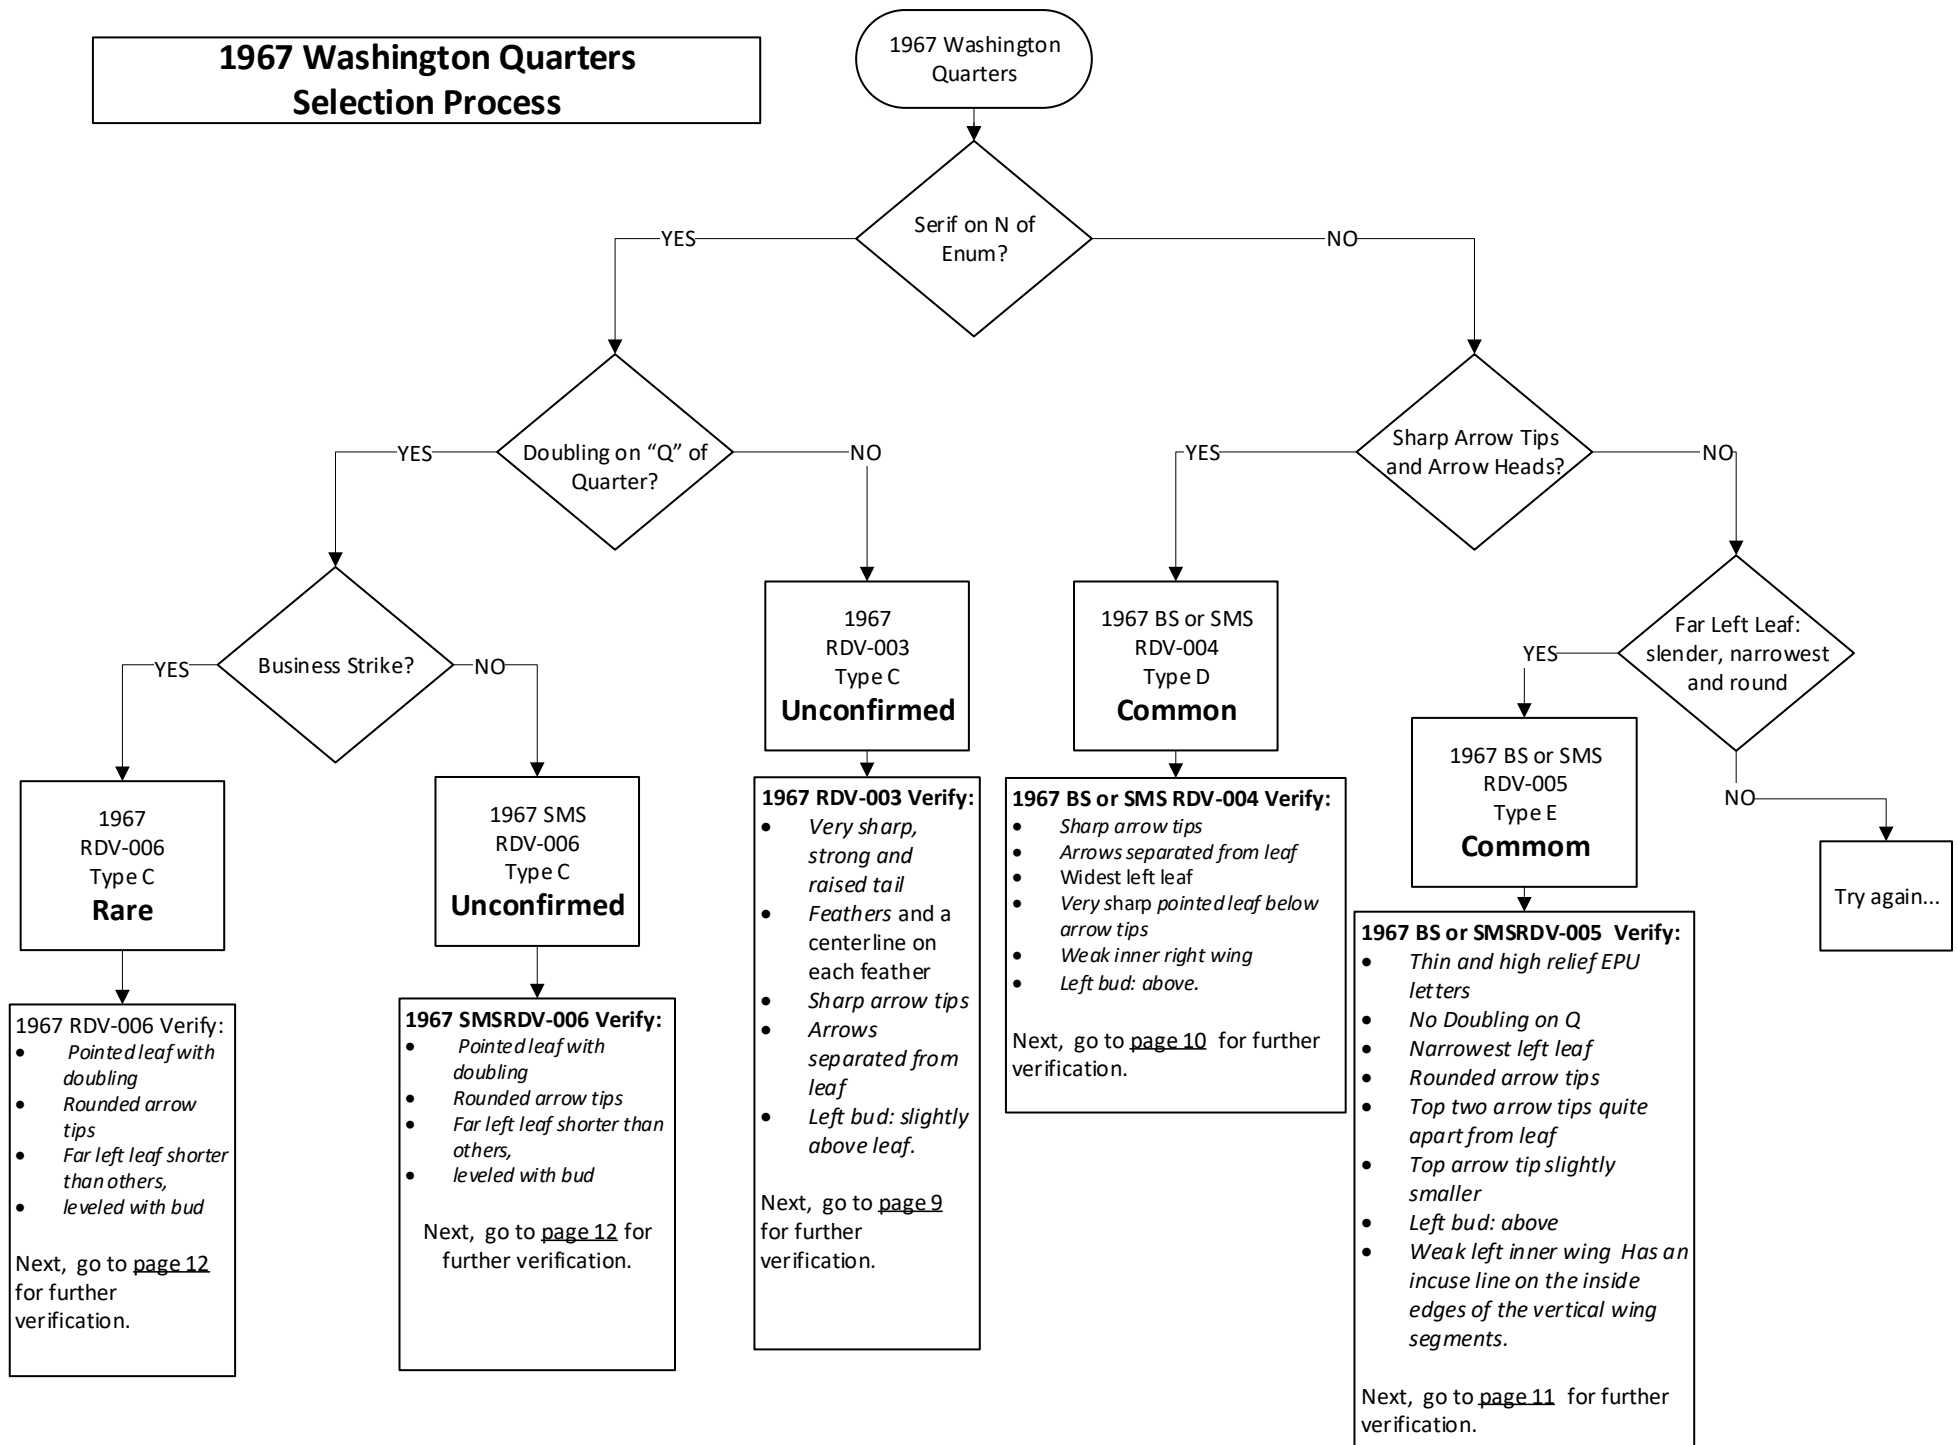 1967 Washington Quarters
Selection Process
1967 Washington
Quarters
Serif on N of
Enum?
YES
NO
Doubling on “Q” of
Quarter?
YES
NO
Sharp Arrow Tips
and Arrow Heads?
YES
NO
Business Strike?
YES
NO
Far Left Leaf:
slender, narrowest
and round
YES
NO
1967
RDV-006
Type C
Rare
1967 SMS
RDV-006
Type C
Unconfirmed
1967
RDV-003
Type C
Unconfirmed
1967 BS or SMS
RDV-004
Type D
Common
1967 BS or SMS
RDV-005
Type E
Commom
Try again...
1967 RDV-006 Verify:
• Pointed leaf with
doubling
• Rounded arrow
tips
• Far left leaf shorter
than others,
• leveled with bud
Next, go to page 12
for further
verification.
1967 SMSRDV-006 Verify:
• Pointed leaf with
doubling
• Rounded arrow tips
• Far left leaf shorter than
others,
• leveled with bud
Next, go to page 12 for
further verification.
1967 RDV-003 Verify:
• Very sharp,
strong and
raised tail
• Feathers and a
centerline on
each feather
• Sharp arrow tips
• Arrows
separated from
leaf
• Left bud: slightly
above leaf.
Next, go to page 9
for further
verification.
1967 BS or SMS RDV-004 Verify:
• Sharp arrow tips
• Arrows separated from leaf
• Widest left leaf
• Very sharp pointed leaf below
arrow tips
• Weak inner right wing
• Left bud: above.
Next, go to page 10 for further
verification.
1967 BS or SMSRDV-005 Verify:
• Thin and high relief EPU
letters
• No Doubling on Q
• Narrowest left leaf
• Rounded arrow tips
• Top two arrow tips quite
apart from leaf
• Top arrow tip slightly
smaller
• Left bud: above
• Weak left inner wing Has an
incuse line on the inside
edges of the vertical wing
segments.
Next, go to page 11 for further
verification.